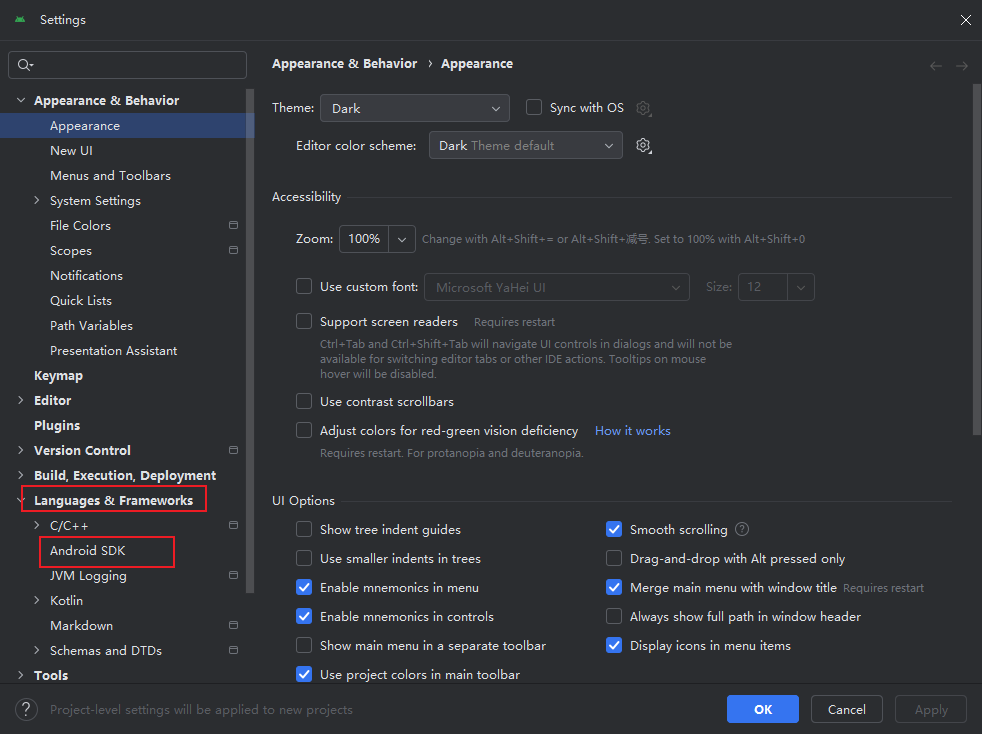 Settings
Appearance & Behavior
Appearance
New UI
Menus and Toolbars
System Settings
File Colors
Scopes
Notifications
Quick Lists
Path Variables
Presentation Assistant
Keymap
Editor
Plugins
Version Control
Build, Execution, Deployment
Languages & Frameworks
C/C++
Android SDK
JVM Logging
Kotlin
Markdown
Schemas and DTDs
Tools
Appearance & Behavior › Appearance
Theme: Dark Sync with OS
Editor color scheme: Dark Theme default
Accessibility
Zoom: 100% Change with Alt+Shift+= or Alt+Shift+减号. Set to 100% with Alt+Shift+0
Use custom font: Microsoft YaHei UI Size: 12
Support screen readers Requires restart
Ctrl+Tab and Ctrl+Shift+Tab will navigate UI controls in dialogs and will not be
available for switching editor tabs or other IDE actions. Tooltips on mouse
hover will be disabled.
Use contrast scrollbars
Adjust colors for red-green vision deficiency How it works
Requires restart. For protanopia and deuteranopia.
UI Options
Show tree indent guides Smooth scrolling ?
Use smaller indents in trees Drag-and-drop with Alt pressed only
Enable mnemonics in menu Merge main menu with window title Requires restart
Enable mnemonics in controls Always show full path in window header
Show main menu in a separate toolbar Display icons in menu items
Use project colors in main toolbar
? Project-level settings will be applied to new projects
OK Cancel Apply